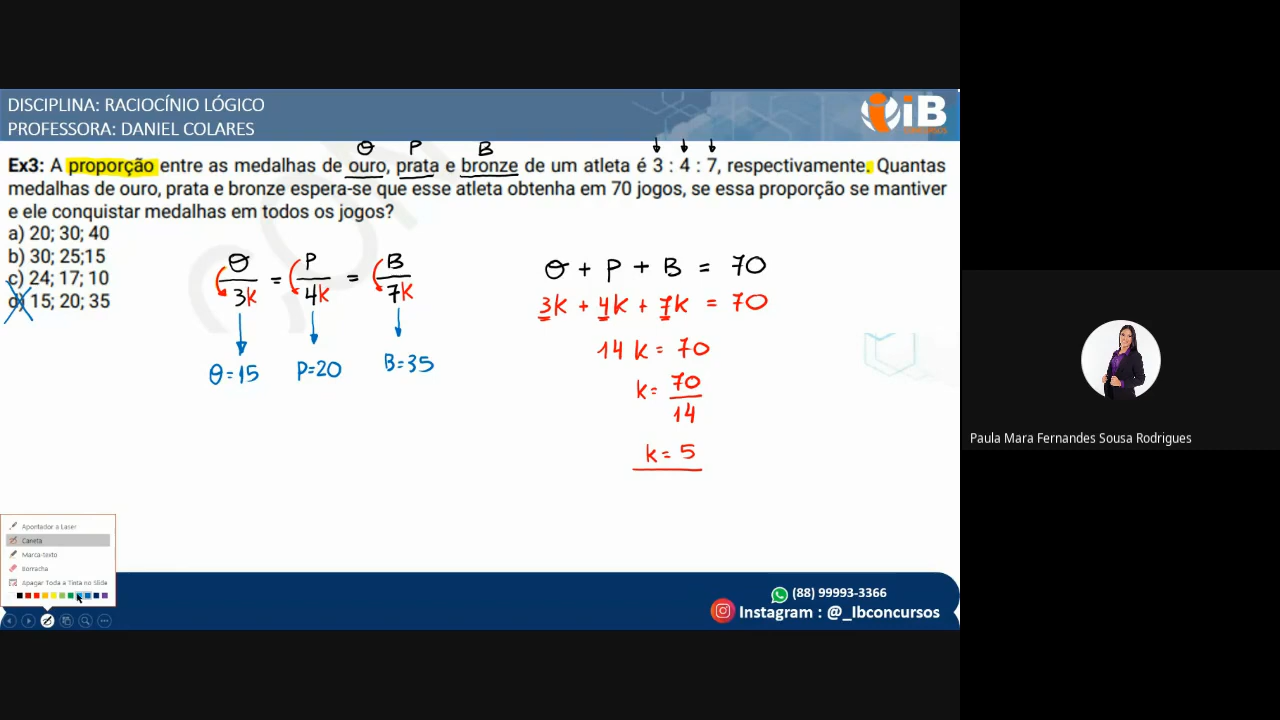 DISCIPLINA: RACIOCÍNIO LÓGICO
PROFESSORA: DANIEL COLARES
iB
CONCURSOS
O P B
Ex3: A proporção entre as medalhas de ouro, prata e bronze de um atleta é 3 : 4 : 7, respectivamente. Quantas
medalhas de ouro, prata e bronze espera-se que esse atleta obtenha em 70 jogos, se essa proporção se mantiver
e ele conquistar medalhas em todos os jogos?
a) 20; 30; 40
b) 30; 25;15
c) 24; 17; 10
d) 15; 20; 35
O/3k = P/4k = B/7k
O=15 P=20 B=35
O + P + B = 70
3k + 4k + 7k = 70
14 k = 70
k= 70/14
k= 5
Paula Mara Fernandes Sousa Rodrigues
Apontador a Laser
Caneta
Marca-texto
Borracha
Apagar Toda a Tinta no Slide
(88) 99993-3366
Instagram : @_Ibconcursos